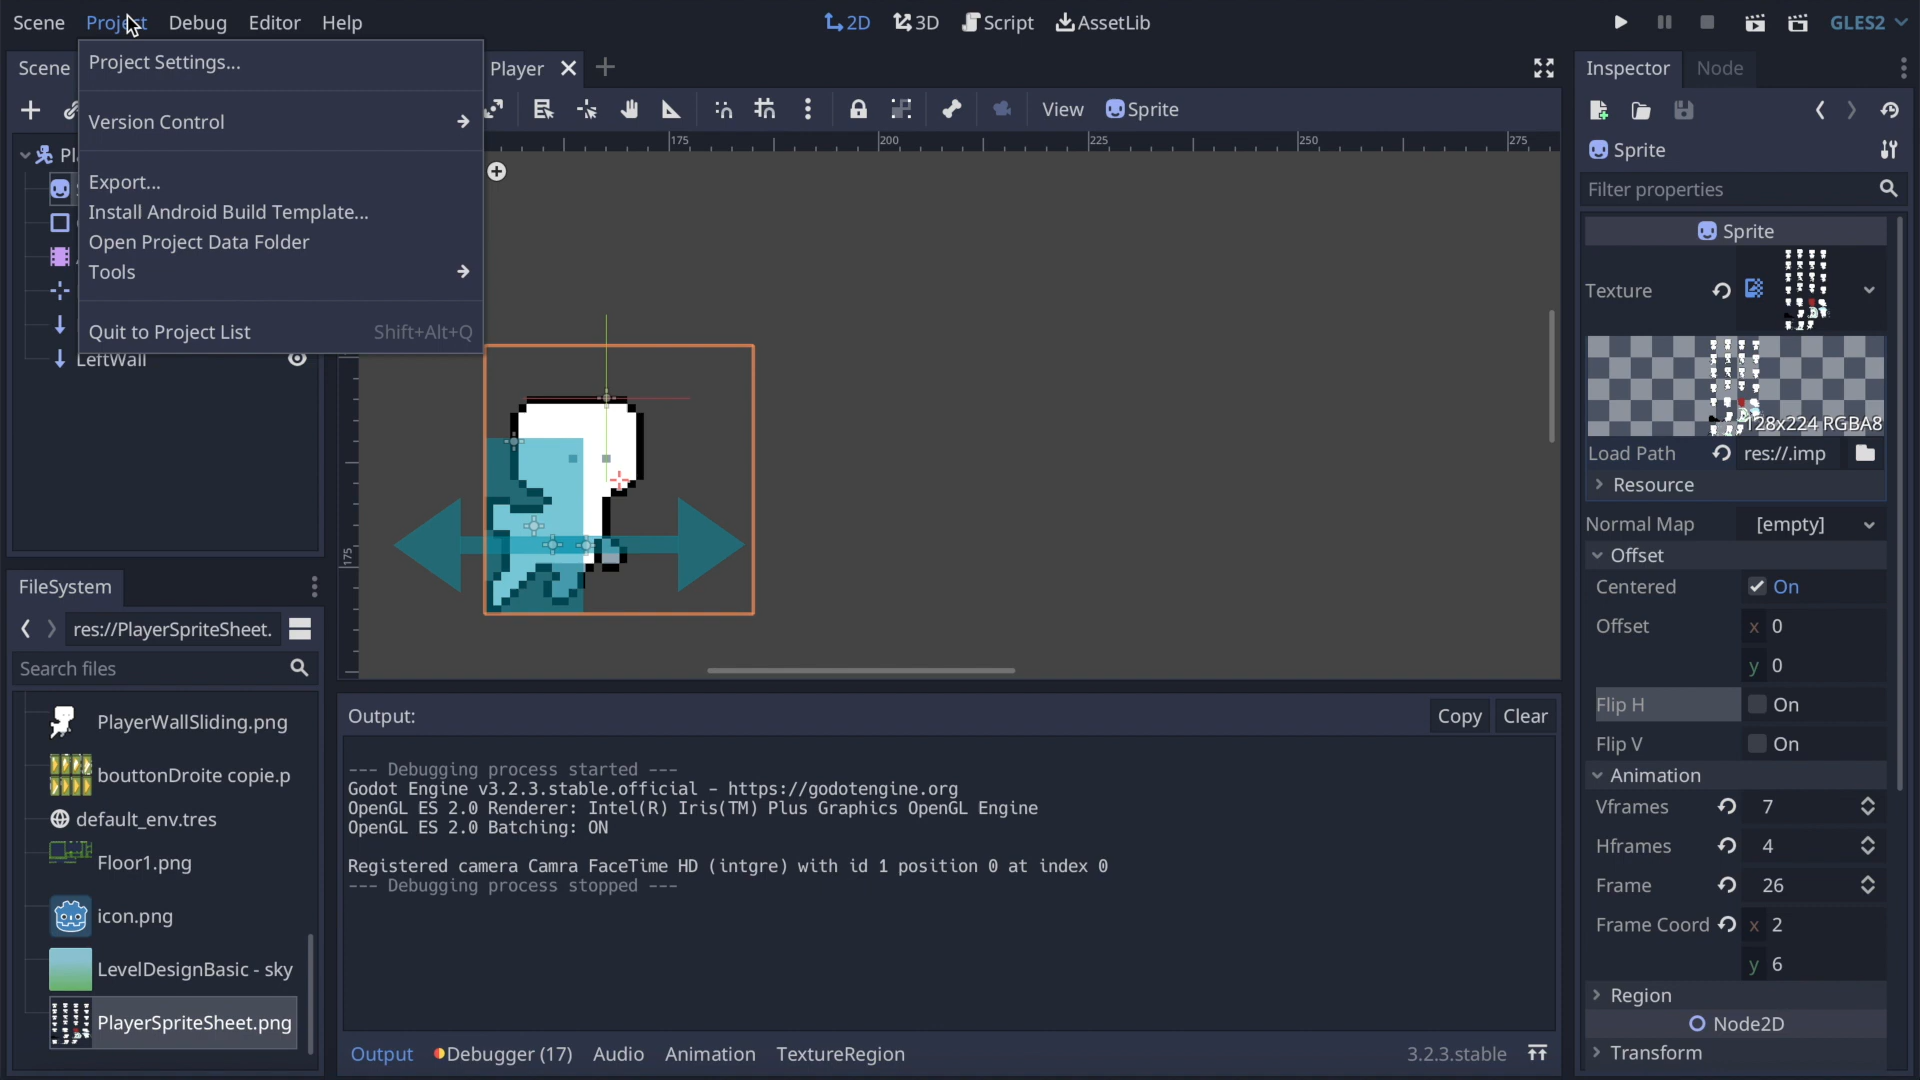 Scene Project Debug Editor Help
2D 3D Script AssetLib
GLES2
Scene
Project Settings...
Version Control
Export...
Install Android Build Template...
Open Project Data Folder
Tools
Quit to Project List Shift+Alt+Q
LeftWall
Player
View Sprite
175 200 225 250 275
175
FileSystem
res://PlayerSpriteSheet.
Search files
PlayerWallSliding.png
bouttonDroite copie.p
default_env.tres
Floor1.png
icon.png
LevelDesignBasic - sky
PlayerSpriteSheet.png
Output:
Copy Clear
--- Debugging process started ---
Godot Engine v3.2.3.stable.official - https://godotengine.org
OpenGL ES 2.0 Renderer: Intel(R) Iris(TM) Plus Graphics OpenGL Engine
OpenGL ES 2.0 Batching: ON
Registered camera Camra FaceTime HD (intgre) with id 1 position 0 at index 0
--- Debugging process stopped ---
Output Debugger (17) Audio Animation TextureRegion
3.2.3.stable
Inspector Node
Sprite
Filter properties
Sprite
Texture
128x224 RGBA8
Load Path res://.imp
Resource
Normal Map [empty]
Offset
Centered On
Offset x 0
y 0
Flip H On
Flip V On
Animation
Vframes 7
Hframes 4
Frame 26
Frame Coord x 2
y 6
Region
Node2D
Transform